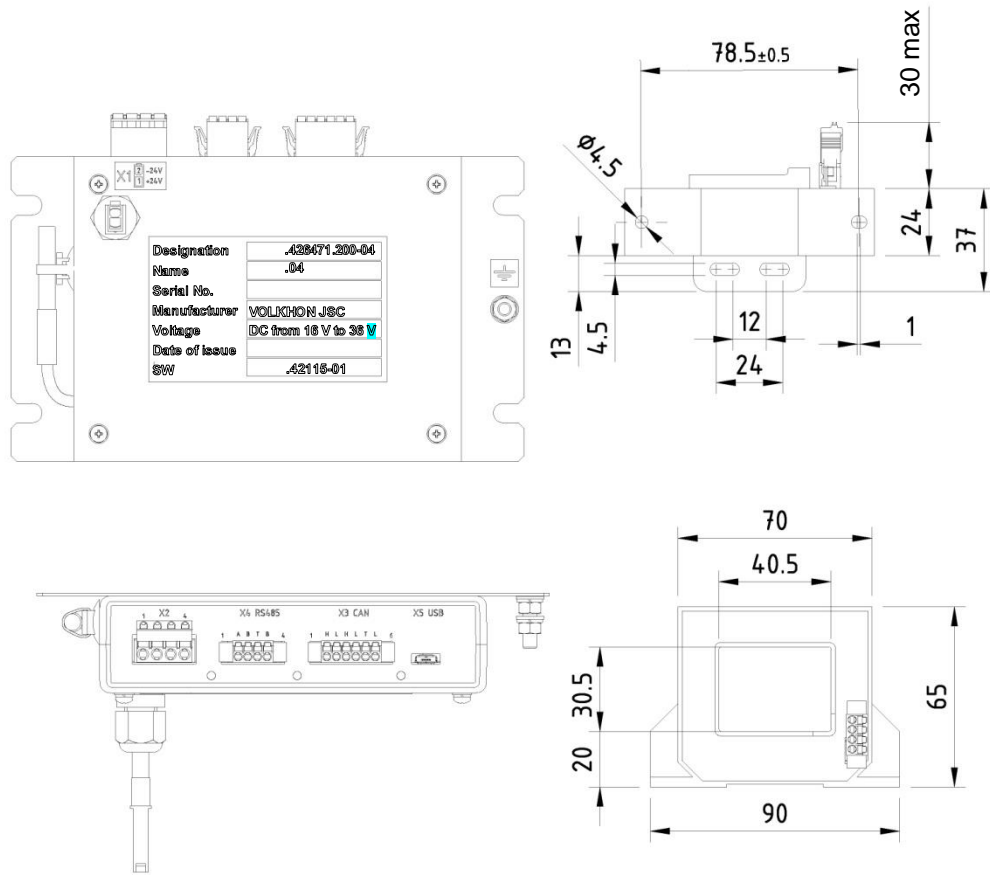 X1 2 -24V
1 +24V
Designation .426471.200-04
Name .04
Serial No.
Manufacturer VOLKHON JSC
Voltage DC from 16 V to 36 V
Date of issue
SW .42115-01
78.5±0.5
30 max
Ø4.5
24
37
13
4.5
12
24
1
X2
1 4
X4 RS485
1 A B T B 4
X3 CAN
1 H L H L T L 6
X5 USB
70
40.5
30.5
20
65
90